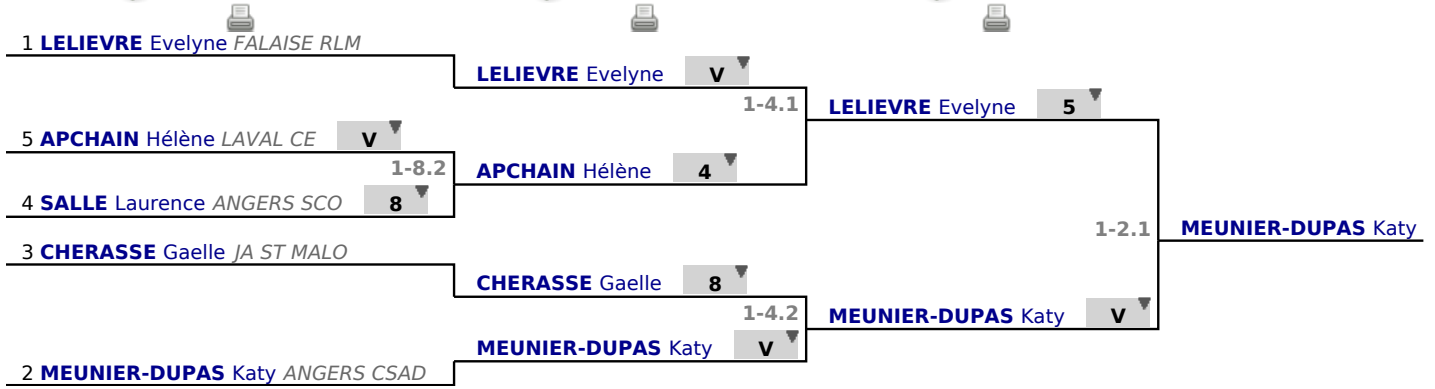 1 LELIEVRE Evelyne FALAISE RLM
LELIEVRE Evelyne V
1-4.1
LELIEVRE Evelyne 5
5 APCHAIN Hélène LAVAL CE V
1-8.2
APCHAIN Hélène 4
4 SALLE Laurence ANGERS SCO 8
1-2.1
MEUNIER-DUPAS Katy
3 CHERASSE Gaelle JA ST MALO
CHERASSE Gaelle 8
1-4.2
MEUNIER-DUPAS Katy V
MEUNIER-DUPAS Katy V
2 MEUNIER-DUPAS Katy ANGERS CSAD